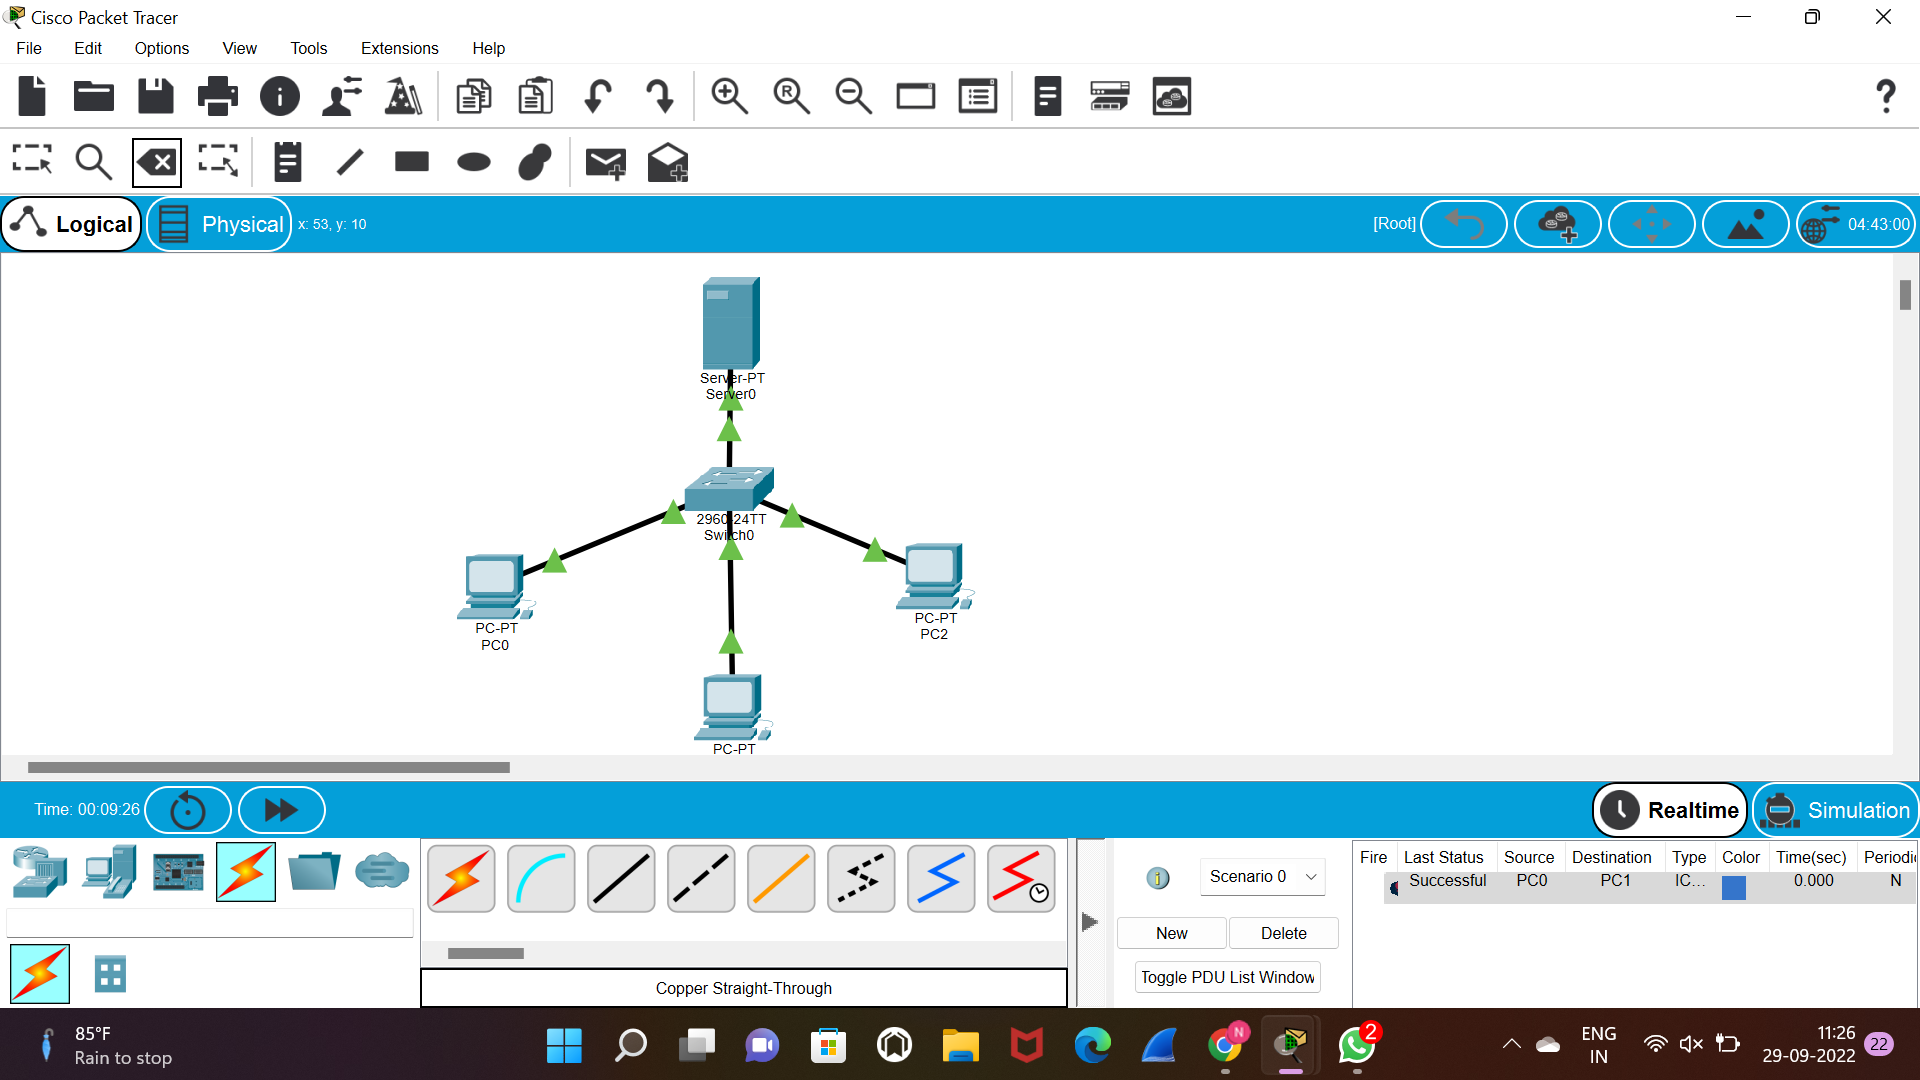 Cisco Packet Tracer
File Edit Options View Tools Extensions Help
Logical Physical x: 53, y: 10 [Root] 04:43:00
Server-PT
Server0
2960-24TT
Switch0
PC-PT
PC0
PC-PT
PC2
PC-PT
Time: 00:09:26 Realtime Simulation
Fire Last Status Source Destination Type Color Time(sec) Periodic
Successful PC0 PC1 IC... 0.000 N
Scenario 0
New Delete
Toggle PDU List Window
Copper Straight-Through
85°F
Rain to stop
N
2
ENG
IN
11:26
29-09-2022
22